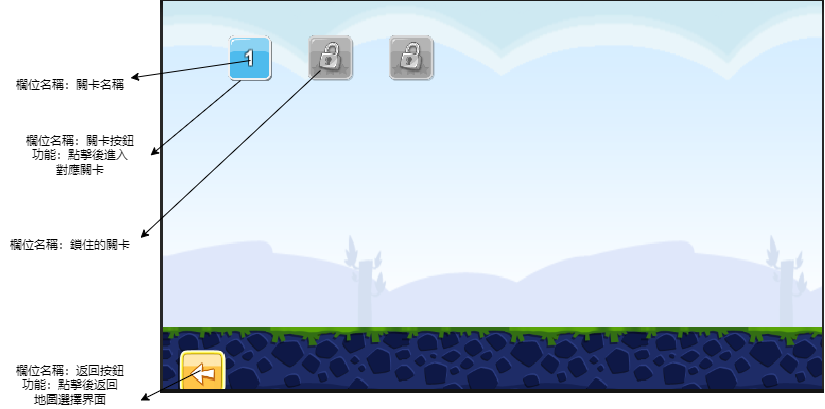 1
欄位名稱：關卡名稱
欄位名稱：關卡按鈕
功能：點擊後進入
對應關卡
欄位名稱：鎖住的關卡
欄位名稱：返回按鈕
功能：點擊後返回
地圖選擇界面